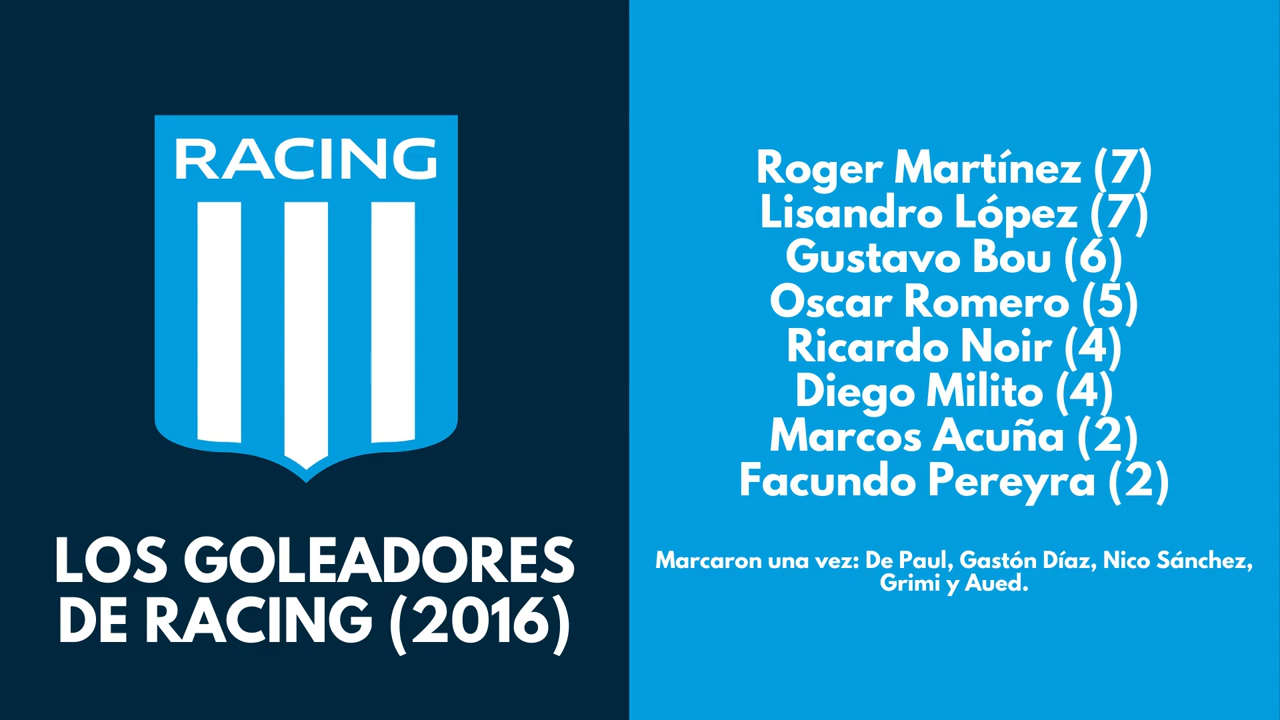 RACING
LOS GOLEADORES
DE RACING (2016)
Roger Martínez (7)
Lisandro López (7)
Gustavo Bou (6)
Oscar Romero (5)
Ricardo Noir (4)
Diego Milito (4)
Marcos Acuña (2)
Facundo Pereyra (2)
Marcaron una vez: De Paul, Gastón Díaz, Nico Sánchez,
Grimi y Aued.